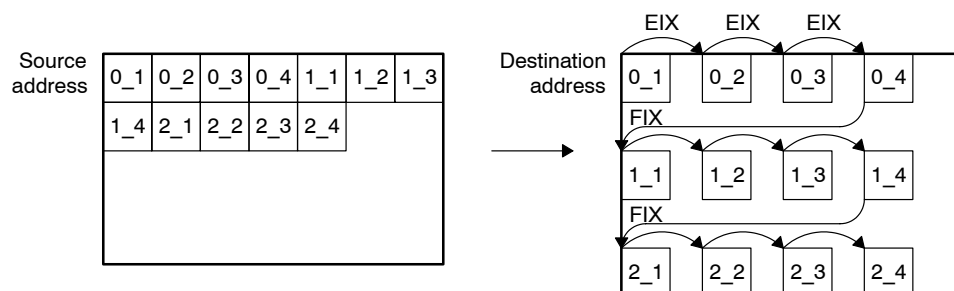 EIX EIX EIX
Source address
0_1 0_2 0_3 0_4 1_1 1_2 1_3
1_4 2_1 2_2 2_3 2_4
Destination address
0_1 0_2 0_3 0_4
FIX
1_1 1_2 1_3 1_4
FIX
2_1 2_2 2_3 2_4